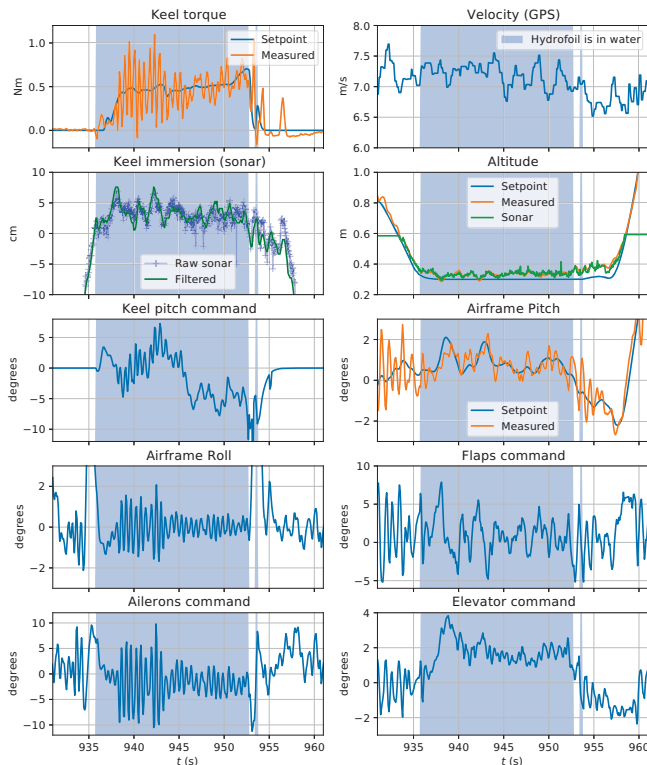 Keel torque
1.0
0.5
0.0
Nm
Setpoint
Measured
Velocity (GPS)
8.0
7.5
7.0
6.5
6.0
m/s
Hydrofoil is in water
Keel immersion (sonar)
10
5
0
−5
−10
cm
Raw sonar
Filtered
Altitude
1.0
0.8
0.6
0.4
0.2
m
Setpoint
Measured
Sonar
Keel pitch command
5
0
−5
−10
degrees
Airframe Pitch
2
0
−2
degrees
Setpoint
Measured
Airframe Roll
2
0
−2
degrees
Flaps command
10
5
0
−5
degrees
Ailerons command
10
5
0
−5
−10
degrees
935 940 945 950 955 960
t (s)
Elevator command
4
2
0
−2
degrees
935 940 945 950 955 960
t (s)